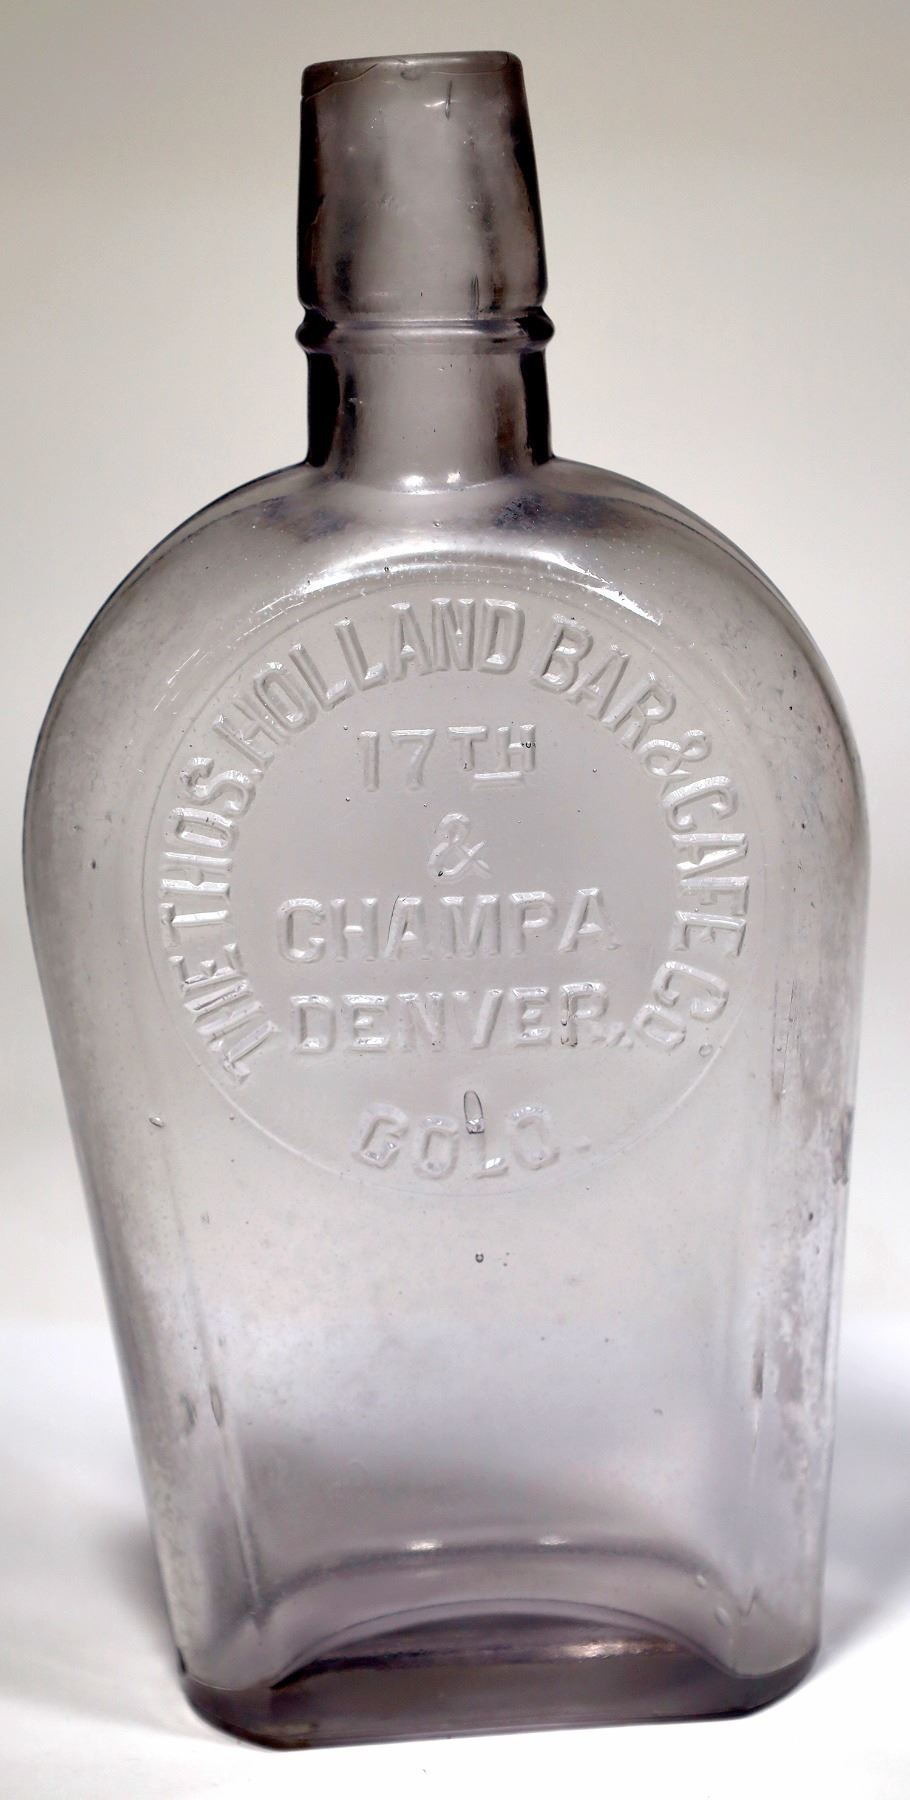 THE THOS. HOLLAND BAR & CAFE CO.
17TH
&
CHAMPA
DENVER.
COLO.